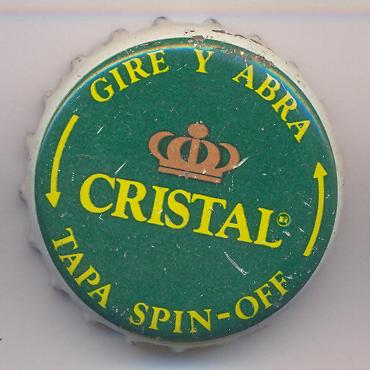 GIRE Y ABRA
CRISTAL®
TAPA SPIN-OFF